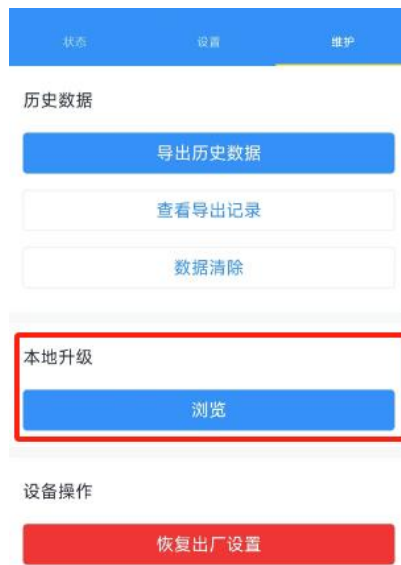 状态
设置
维护
历史数据
导出历史数据
查看导出记录
数据清除
本地升级
浏览
设备操作
恢复出厂设置